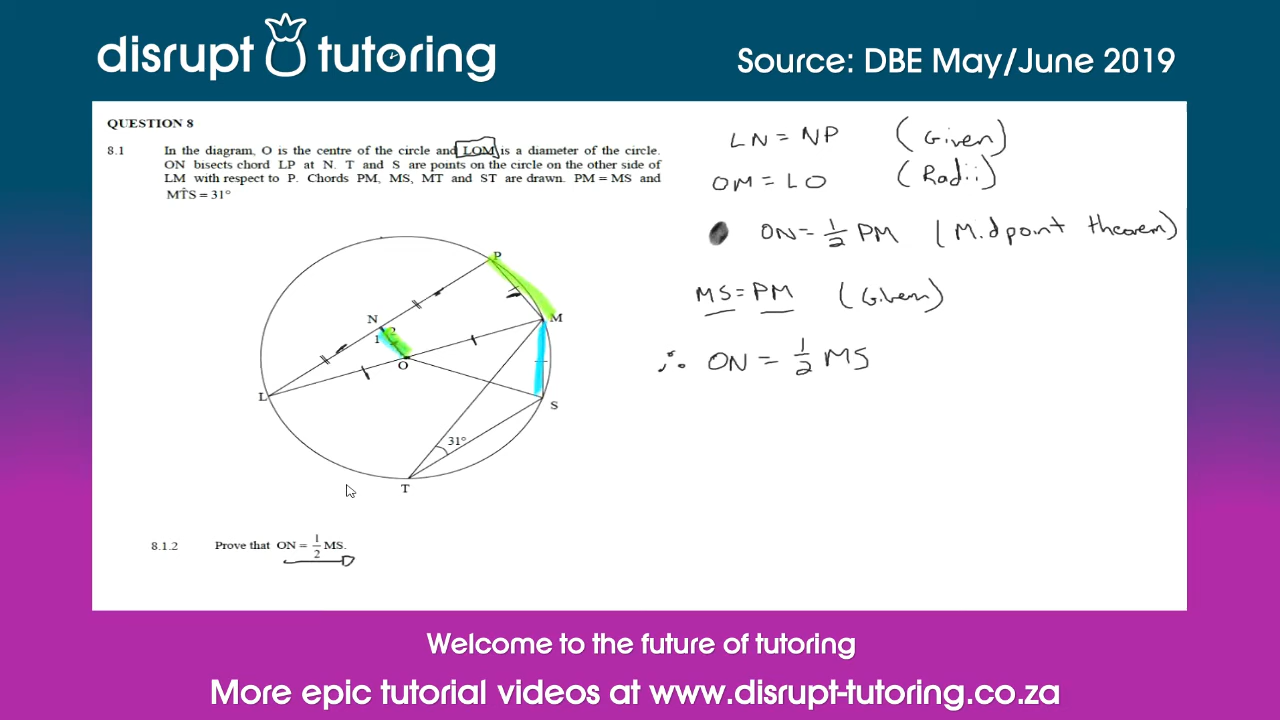 disrupt tutoring
Source: DBE May/June 2019
QUESTION 8
8.1 In the diagram, O is the centre of the circle and LOM is a diameter of the circle.
ON bisects chord LP at N. T and S are points on the circle on the other side of
LM with respect to P. Chords PM, MS, MT and ST are drawn. PM = MS and
MT̂S = 31°
P
N
2
1
M
O
L
S
31°
T
8.1.2 Prove that ON = 1/2 MS.
LN = NP (Given)
OM = LO (Radii)
ON = 1/2 PM (Midpoint theorem)
MS = PM (Given)
∴ ON = 1/2 MS
Welcome to the future of tutoring
More epic tutorial videos at www.disrupt-tutoring.co.za